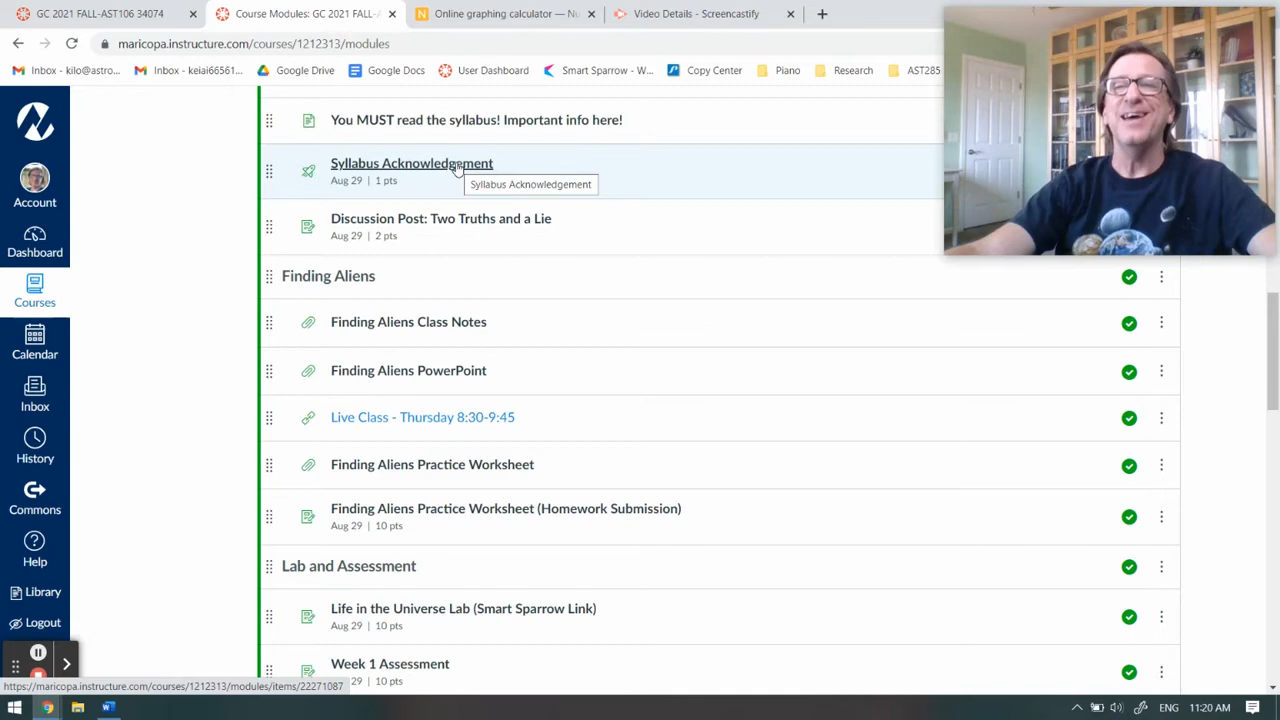 GC 2021 FALL-AST106 34074
Course Modules: GC 2021 FALL-A
Online graphing calculator — Nu
Video Details - Screencastify
maricopa.instructure.com/courses/1212313/modules
Inbox - kilo@astro...
Inbox - keiai66561...
Google Drive
Google Docs
User Dashboard
Smart Sparrow - W...
Copy Center
Piano
Research
AST285
You MUST read the syllabus! Important info here!
Syllabus Acknowledgement
Aug 29 | 1 pts
Syllabus Acknowledgement
Discussion Post: Two Truths and a Lie
Aug 29 | 2 pts
Finding Aliens
Finding Aliens Class Notes
Finding Aliens PowerPoint
Live Class - Thursday 8:30-9:45
Finding Aliens Practice Worksheet
Finding Aliens Practice Worksheet (Homework Submission)
Aug 29 | 10 pts
Lab and Assessment
Life in the Universe Lab (Smart Sparrow Link)
Aug 29 | 10 pts
Week 1 Assessment
Aug 29 | 10 pts
Account
Dashboard
Courses
Calendar
Inbox
History
Commons
Help
Library
Logout
https://maricopa.instructure.com/courses/1212313/modules/items/22271087
ENG
11:20 AM